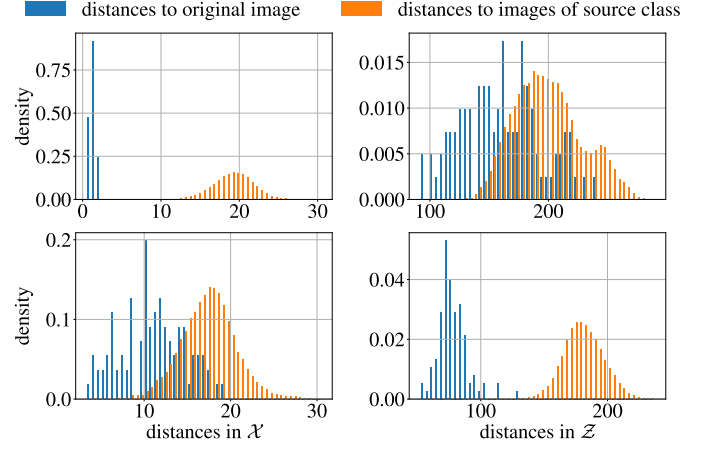 distances to original image
distances to images of source class
density
0.75
0.50
0.25
0.00
0 10 20 30
0.015
0.010
0.005
0.000
100 200
density
0.2
0.1
0.0
10 20 30
distances in 𝒳
0.04
0.02
0.00
100 200
distances in 𝒵